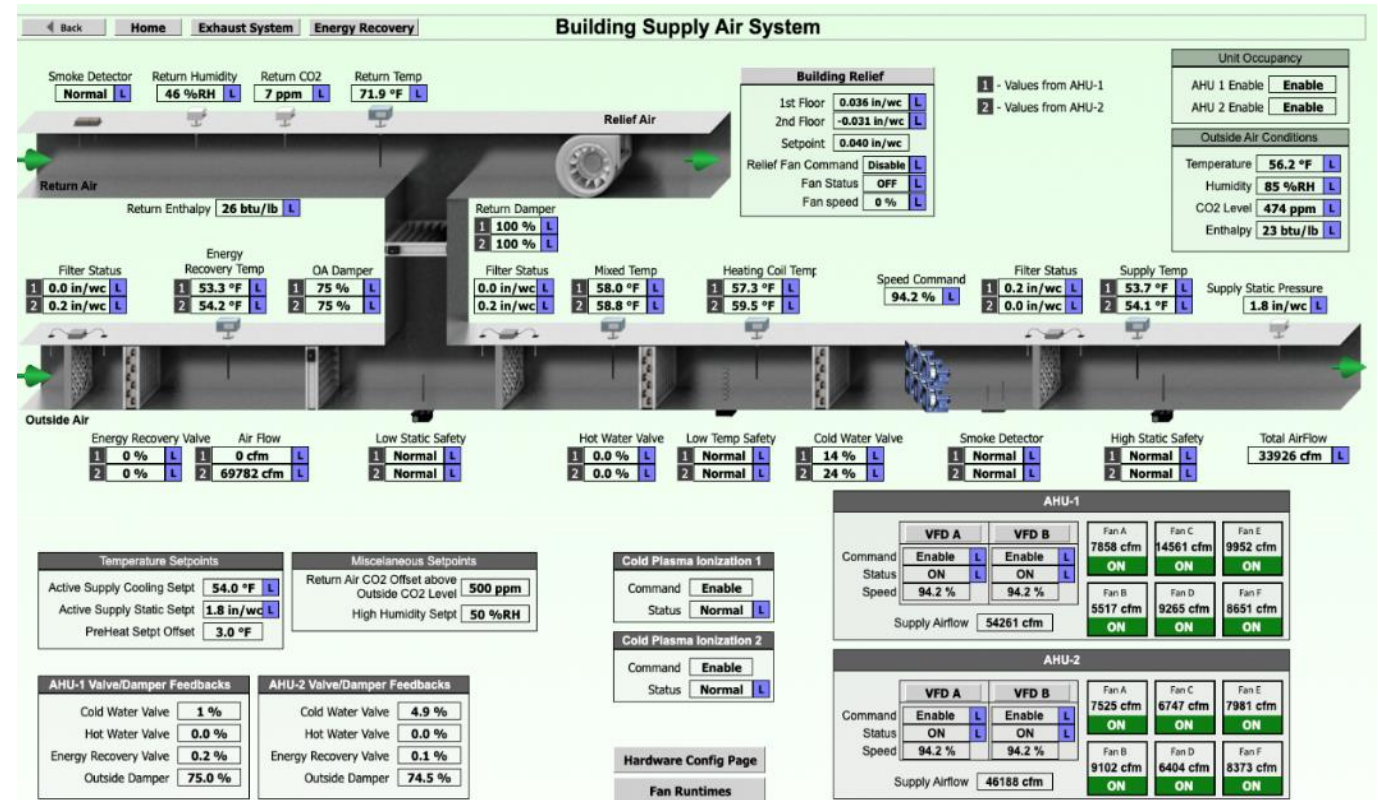 Back Home Exhaust System Energy Recovery Building Supply Air System
Smoke Detector Return Humidity Return CO2 Return Temp
Normal L 46 %RH L 7 ppm L 71.9 °F L
Relief Air
Return Air
Return Enthalpy 26 btu/lb L
Building Relief
1st Floor 0.036 in/wc L
2nd Floor -0.031 in/wc L
Setpoint 0.040 in/wc
Relief Fan Command Disable L
Fan Status OFF L
Fan speed 0 % L
1 - Values from AHU-1
2 - Values from AHU-2
Unit Occupancy
AHU 1 Enable Enable
AHU 2 Enable Enable
Outside Air Conditions
Temperature 56.2 °F L
Humidity 85 %RH L
CO2 Level 474 ppm L
Enthalpy 23 btu/lb L
Return Damper
1 100 % L
2 100 % L
Filter Status
1 0.0 in/wc L
2 0.2 in/wc L
Energy
Recovery Temp
1 53.3 °F L
2 54.2 °F L
OA Damper
1 75 % L
2 75 % L
Filter Status
0.0 in/wc L
0.2 in/wc L
Mixed Temp
1 58.0 °F L
2 58.8 °F L
Heating Coil Temp
1 57.3 °F L
2 59.5 °F L
Speed Command
94.2 % L
Filter Status
1 0.2 in/wc L
2 0.0 in/wc L
Supply Temp
1 53.7 °F L
2 54.1 °F L
Supply Static Pressure
1.8 in/wc L
Outside Air
Energy Recovery Valve
1 0 % L
2 0 % L
Air Flow
1 0 cfm L
2 69782 cfm L
Low Static Safety
1 Normal L
2 Normal L
Hot Water Valve
1 0.0 % L
2 0.0 % L
Low Temp Safety
1 Normal L
2 Normal L
Cold Water Valve
1 14 % L
2 24 % L
Smoke Detector
1 Normal L
2 Normal L
High Static Safety
1 Normal L
2 Normal L
Total AirFlow
33926 cfm L
Temperature Setpoints
Active Supply Cooling Setpt 54.0 °F L
Active Supply Static Setpt 1.8 in/wc L
PreHeat Setpt Offset 3.0 °F
Miscelaneous Setpoints
Return Air CO2 Offset above
Outside CO2 Level 500 ppm
High Humidity Setpt 50 %RH
Cold Plasma Ionization 1
Command Enable
Status Normal L
Cold Plasma Ionization 2
Command Enable
Status Normal L
AHU-1 Valve/Damper Feedbacks
Cold Water Valve 1 %
Hot Water Valve 0.0 %
Energy Recovery Valve 0.2 %
Outside Damper 75.0 %
AHU-2 Valve/Damper Feedbacks
Cold Water Valve 4.9 %
Hot Water Valve 0.0 %
Energy Recovery Valve 0.1 %
Outside Damper 74.5 %
Hardware Config Page
Fan Runtimes
AHU-1
VFD A VFD B
Command Enable L Enable L
Status ON L ON L
Speed 94.2 % 94.2 %
Supply Airflow 54261 cfm
Fan A Fan C Fan E
7858 cfm 14561 cfm 9952 cfm
ON ON ON
Fan B Fan D Fan F
5517 cfm 9265 cfm 8651 cfm
ON ON ON
AHU-2
VFD A VFD B
Command Enable L Enable L
Status ON L ON L
Speed 94.2 % 94.2 %
Supply Airflow 46188 cfm
Fan A Fan C Fan E
7525 cfm 6747 cfm 7981 cfm
ON ON ON
Fan B Fan D Fan F
9102 cfm 6404 cfm 8373 cfm
ON ON ON